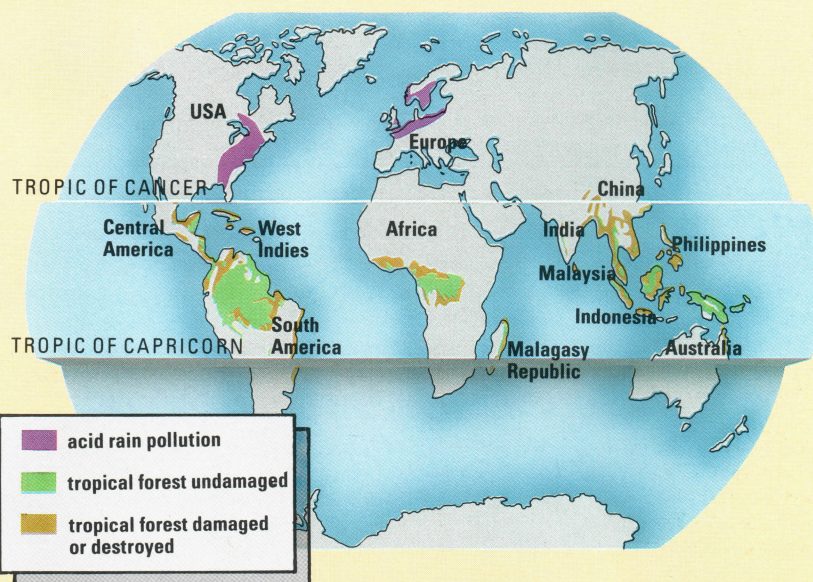 USA
Europe
TROPIC OF CANCER
China
Central
America
West
Indies
Africa
India
Philippines
Malaysia
Indonesia
South
America
TROPIC OF CAPRICORN
Malagasy
Republic
Australia
acid rain pollution
tropical forest undamaged
tropical forest damaged
or destroyed